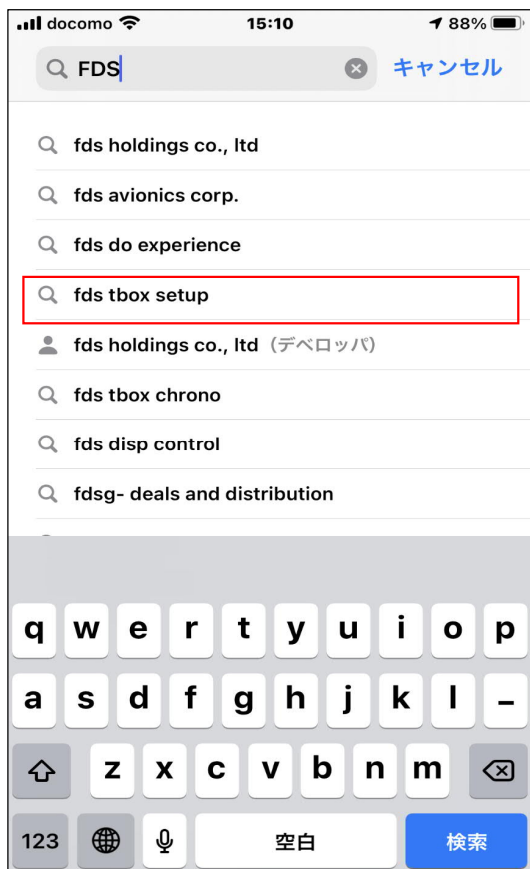 docomo 15:10 88%
FDS キャンセル
fds holdings co., ltd
fds avionics corp.
fds do experience
fds tbox setup
fds holdings co., ltd（デベロッパ）
fds tbox chrono
fds disp control
fdsg- deals and distribution
q w e r t y u i o p
a s d f g h j k l –
z x c v b n m
123 空白 検索